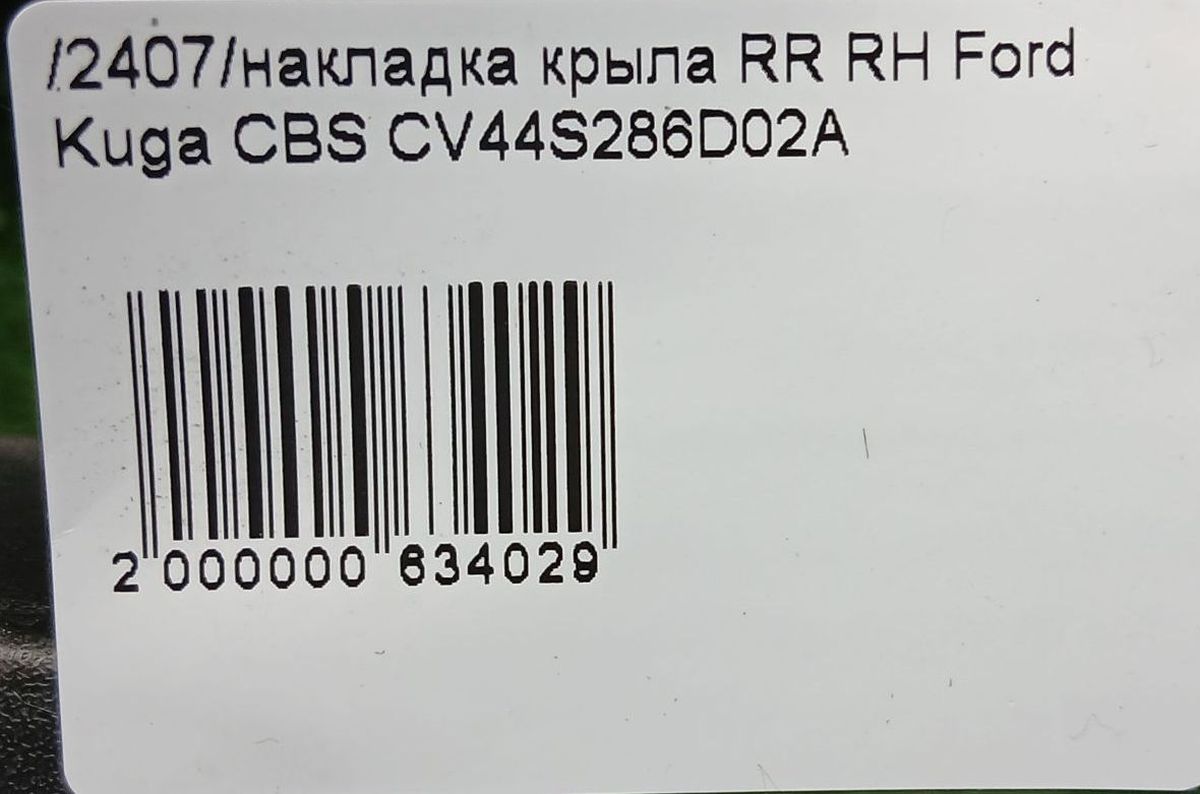 /2407/накладка крыла RR RH Ford
Kuga CBS CV44S286D02A
2 000000 634029